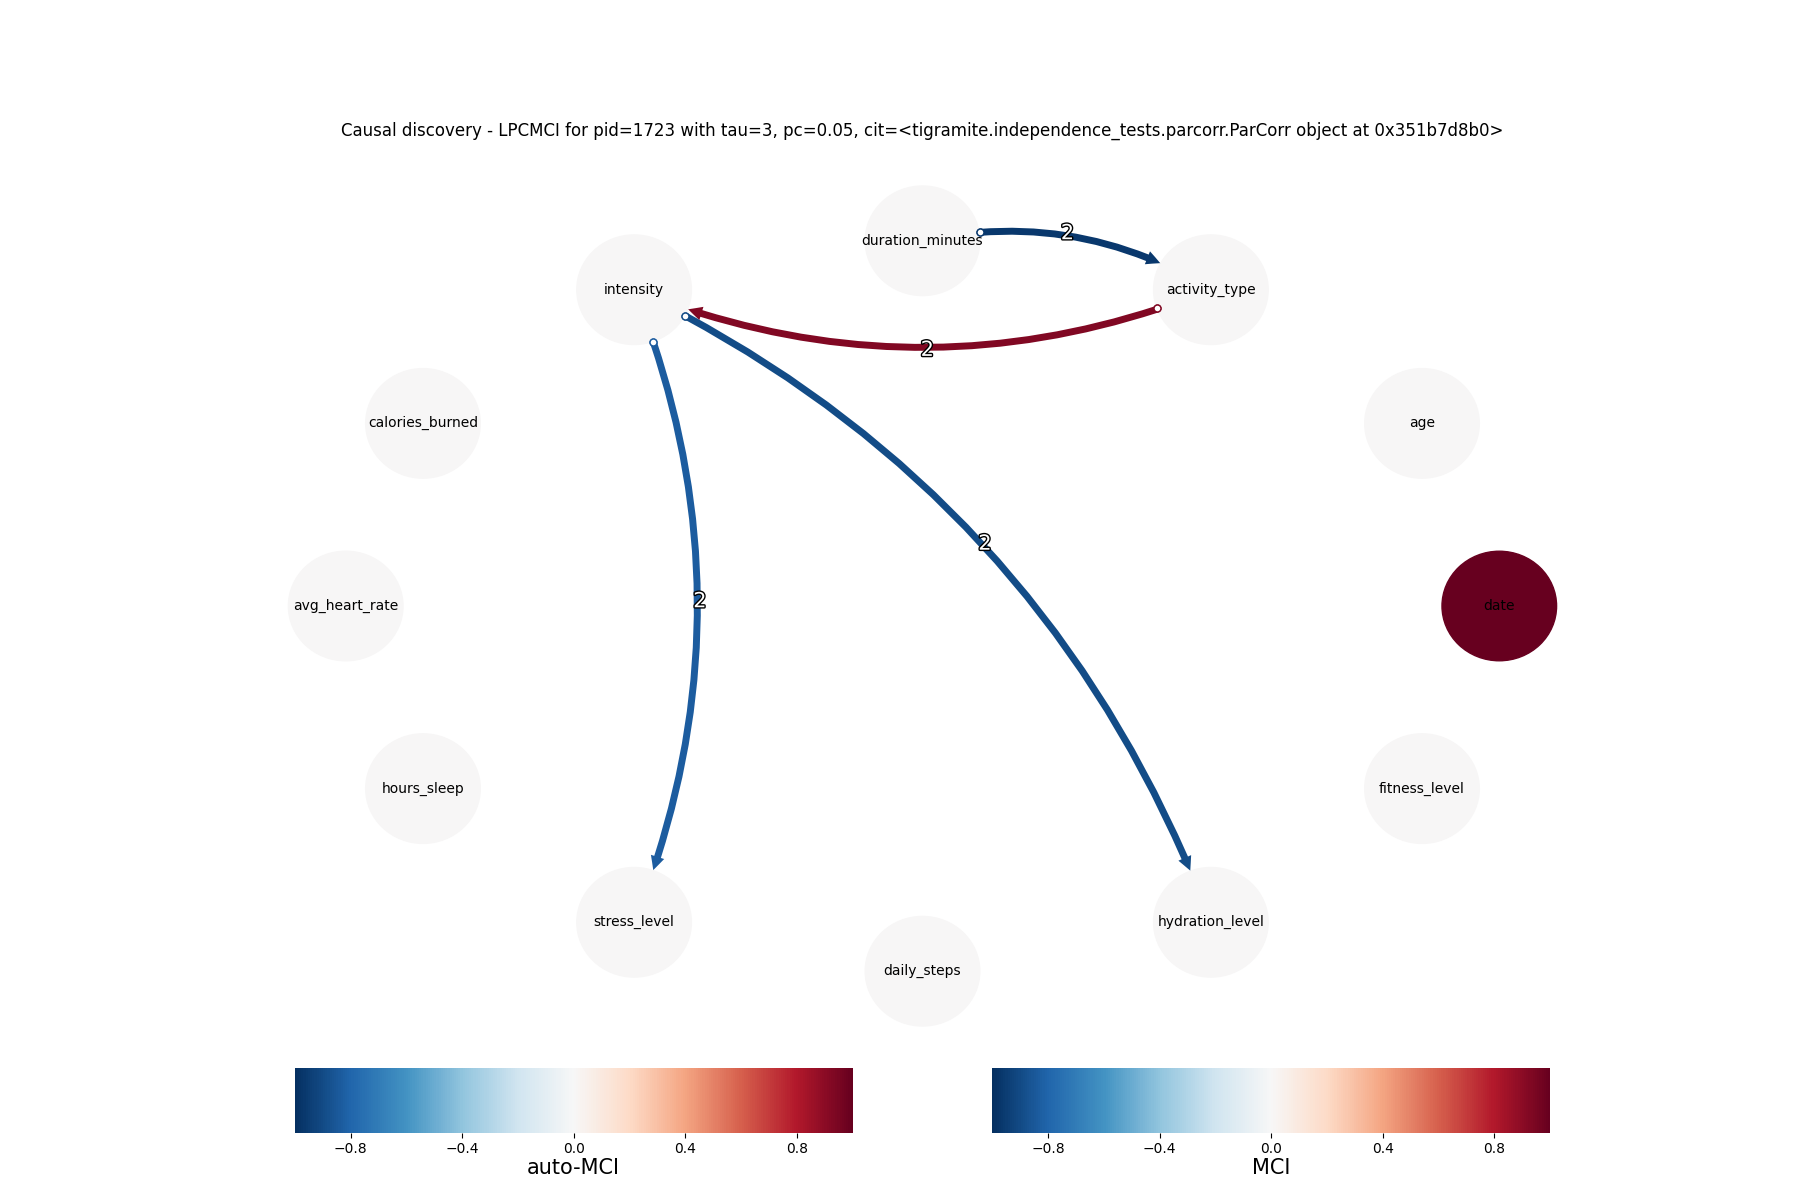 Causal discovery - LPCMCI for pid=1723 with tau=3, pc=0.05, cit=<tigramite.independence_tests.parcorr.ParCorr object at 0x351b7d8b0>
duration_minutes
2
intensity
activity_type
2
calories_burned
age
2
avg_heart_rate
2
date
hours_sleep
fitness_level
stress_level
hydration_level
daily_steps
−0.8 −0.4 0.0 0.4 0.8
auto-MCI
−0.8 −0.4 0.0 0.4 0.8
MCI